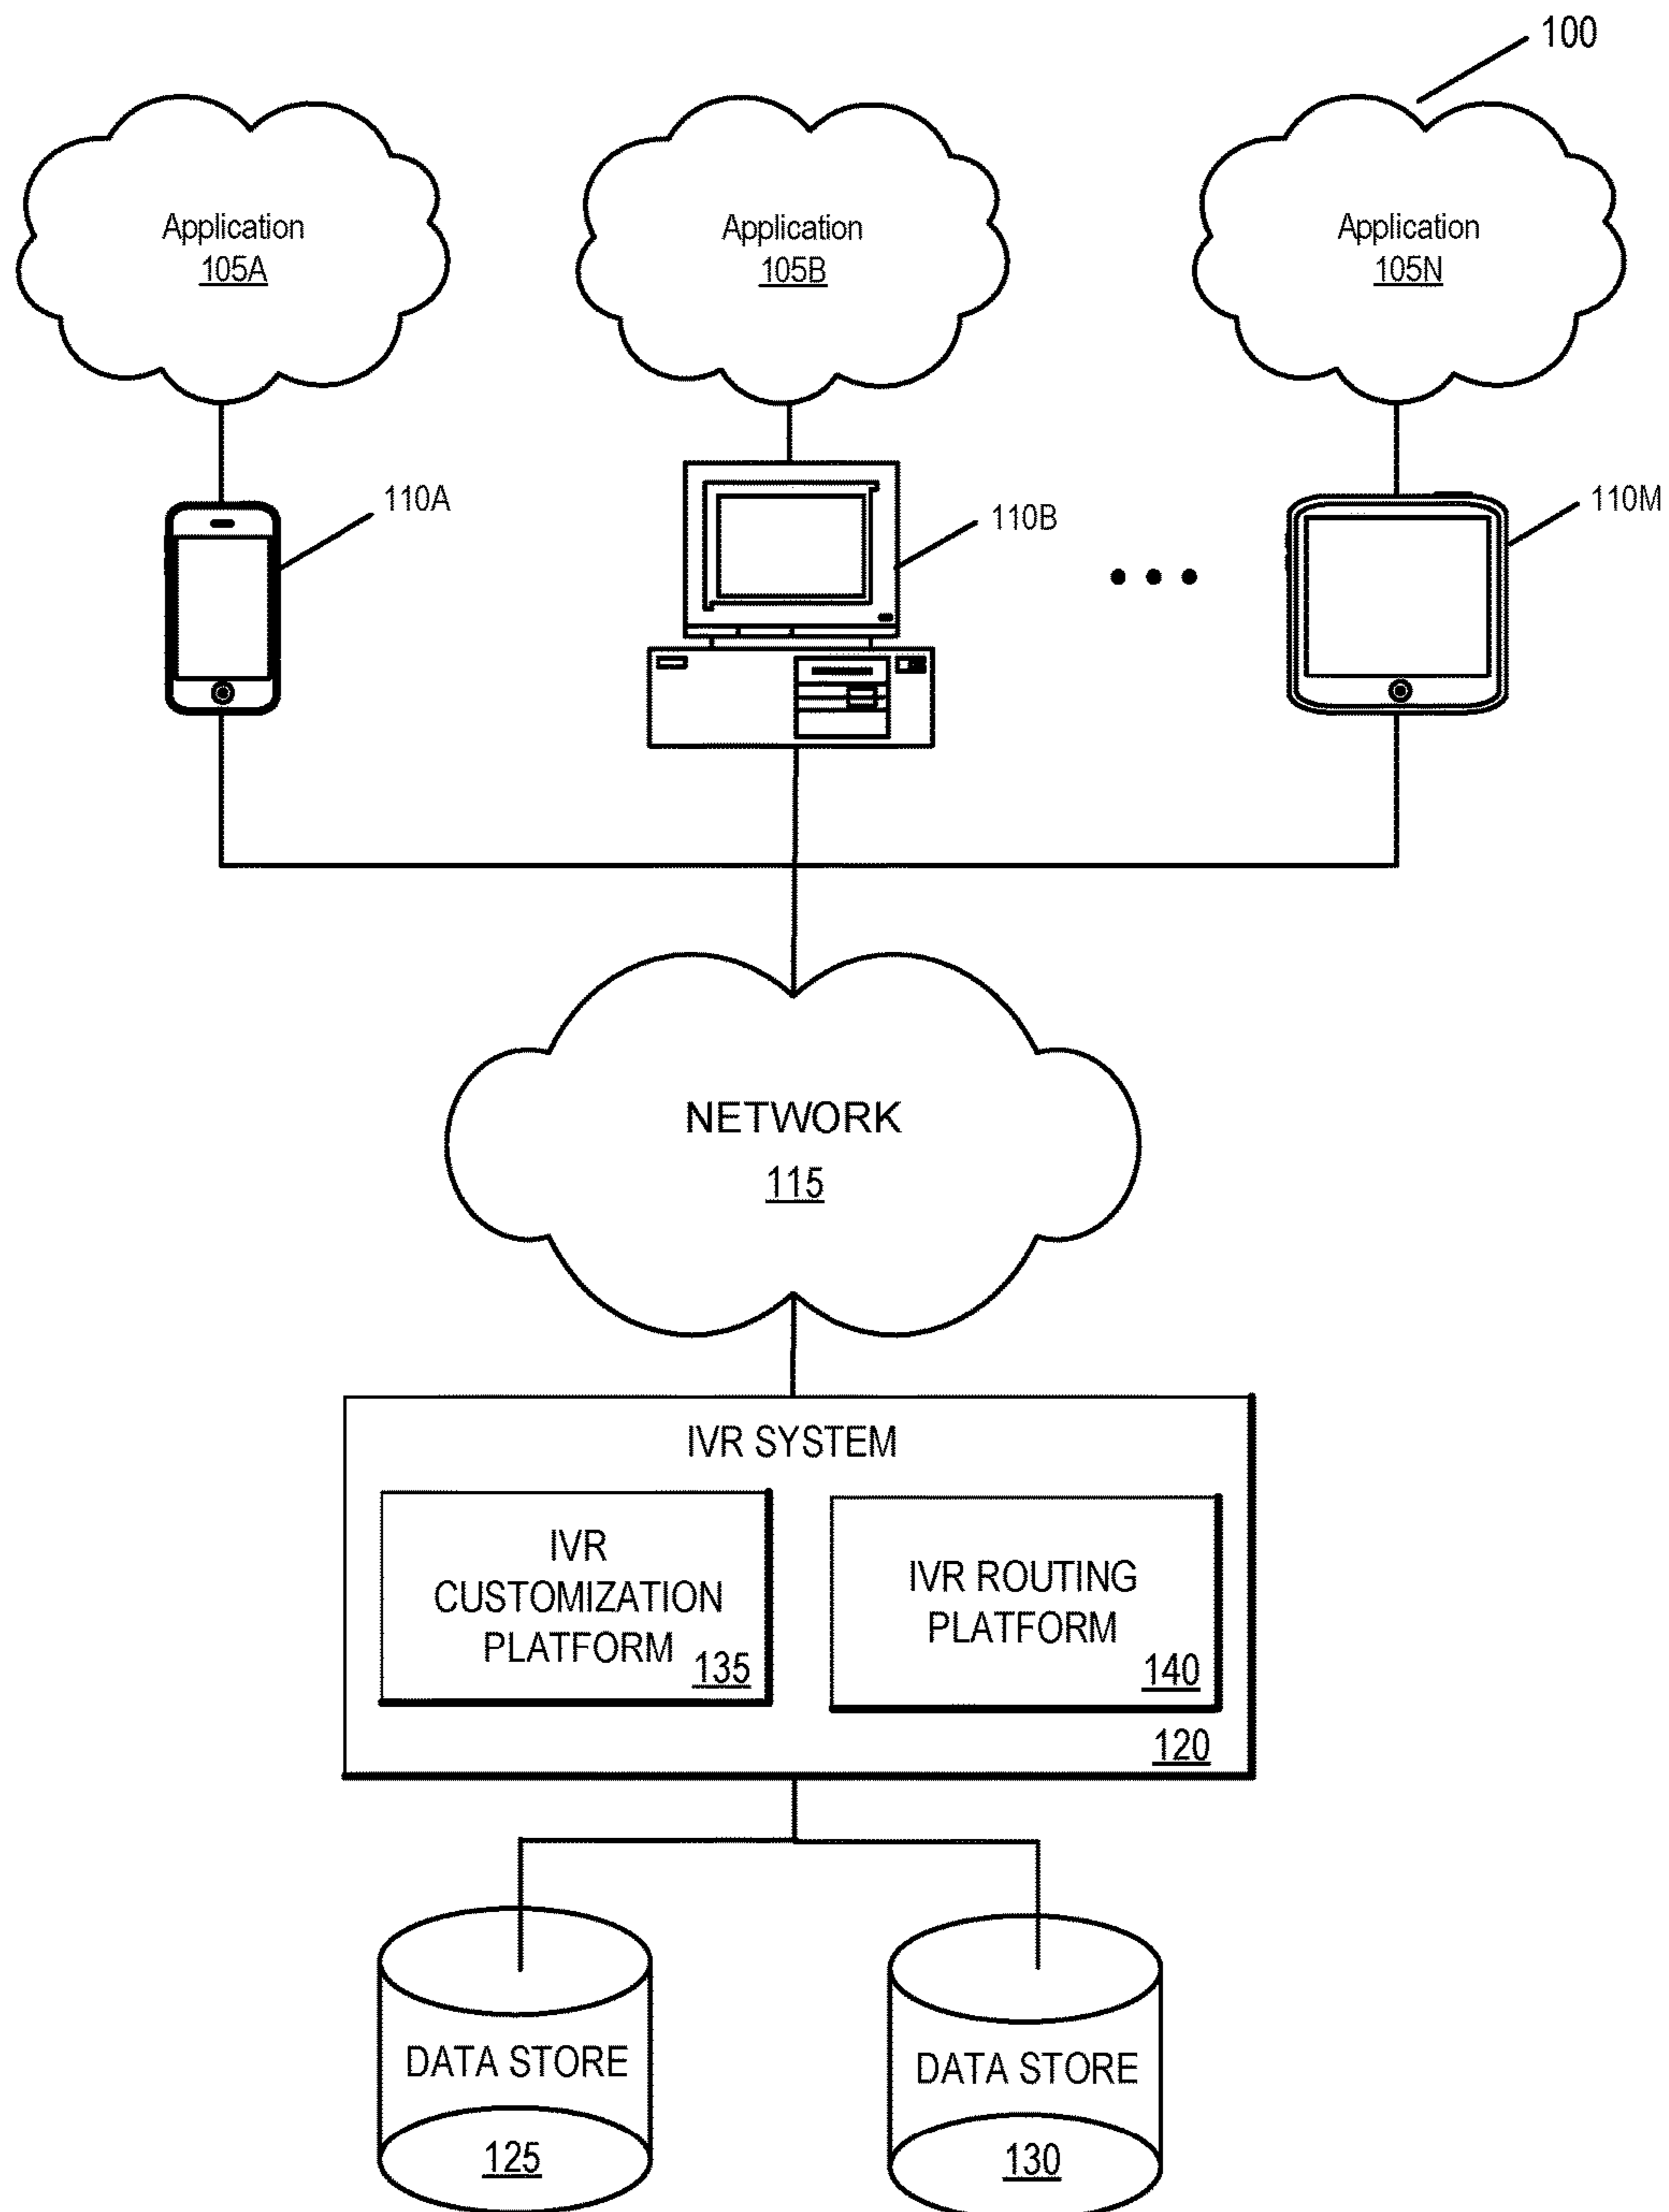 100
Application
105A
Application
105B
Application
105N
110A
110B
110M
NETWORK
115
IVR SYSTEM
IVR
CUSTOMIZATION
PLATFORM
135
IVR ROUTING
PLATFORM
140
120
DATA STORE
125
DATA STORE
130